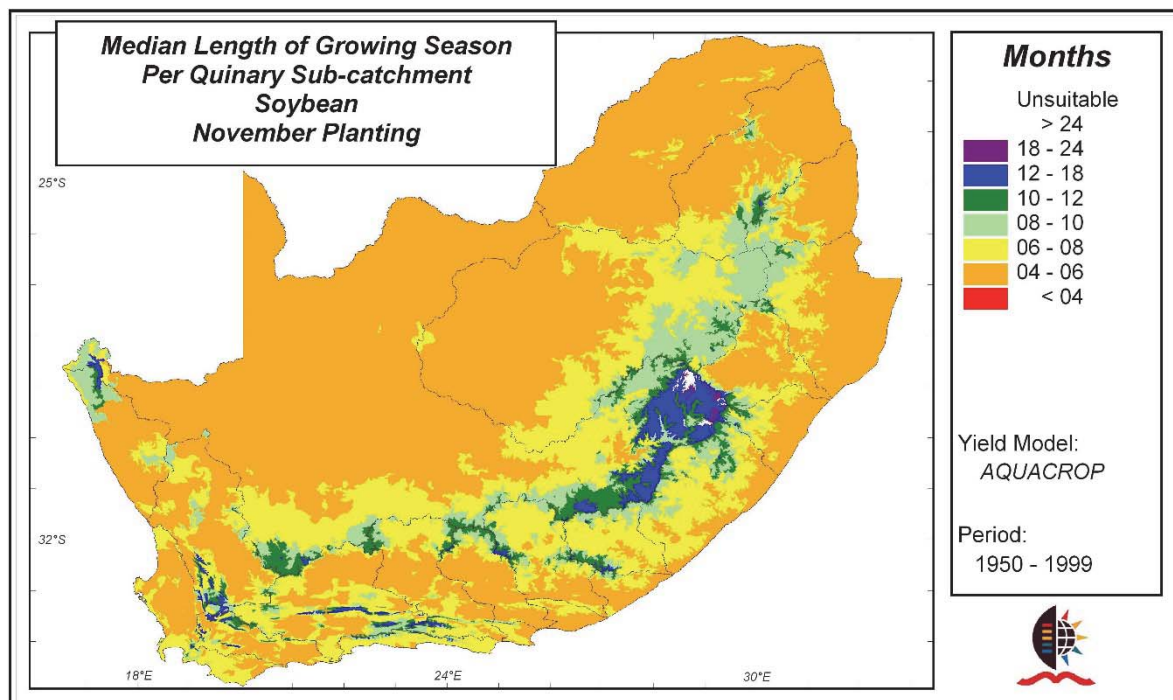 Median Length of Growing Season
Per Quinary Sub-catchment
Soybean
November Planting
25°S
32°S
18°E
24°E
30°E
Months
Unsuitable
> 24
18 - 24
12 - 18
10 - 12
08 - 10
06 - 08
04 - 06
< 04
Yield Model:
AQUACROP
Period:
1950 - 1999